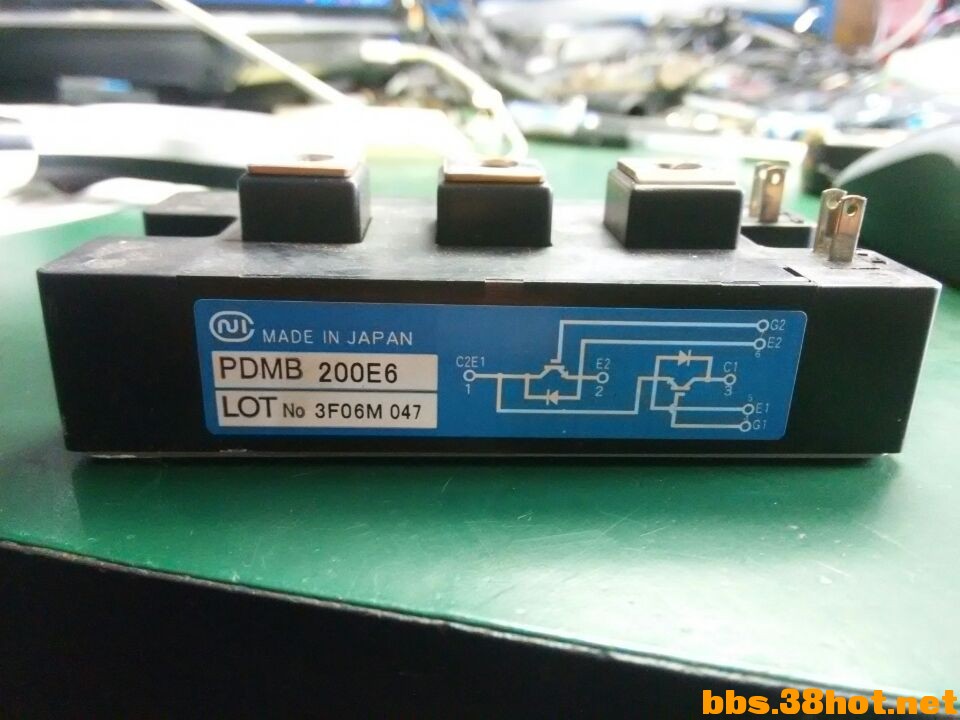 NI
MADE IN JAPAN
PDMB 200E6
LOT No 3F06M 047
C2E1
1
E2
2
G2
E2
6
C1
3
5
E1
G1
bbs.38hot.net